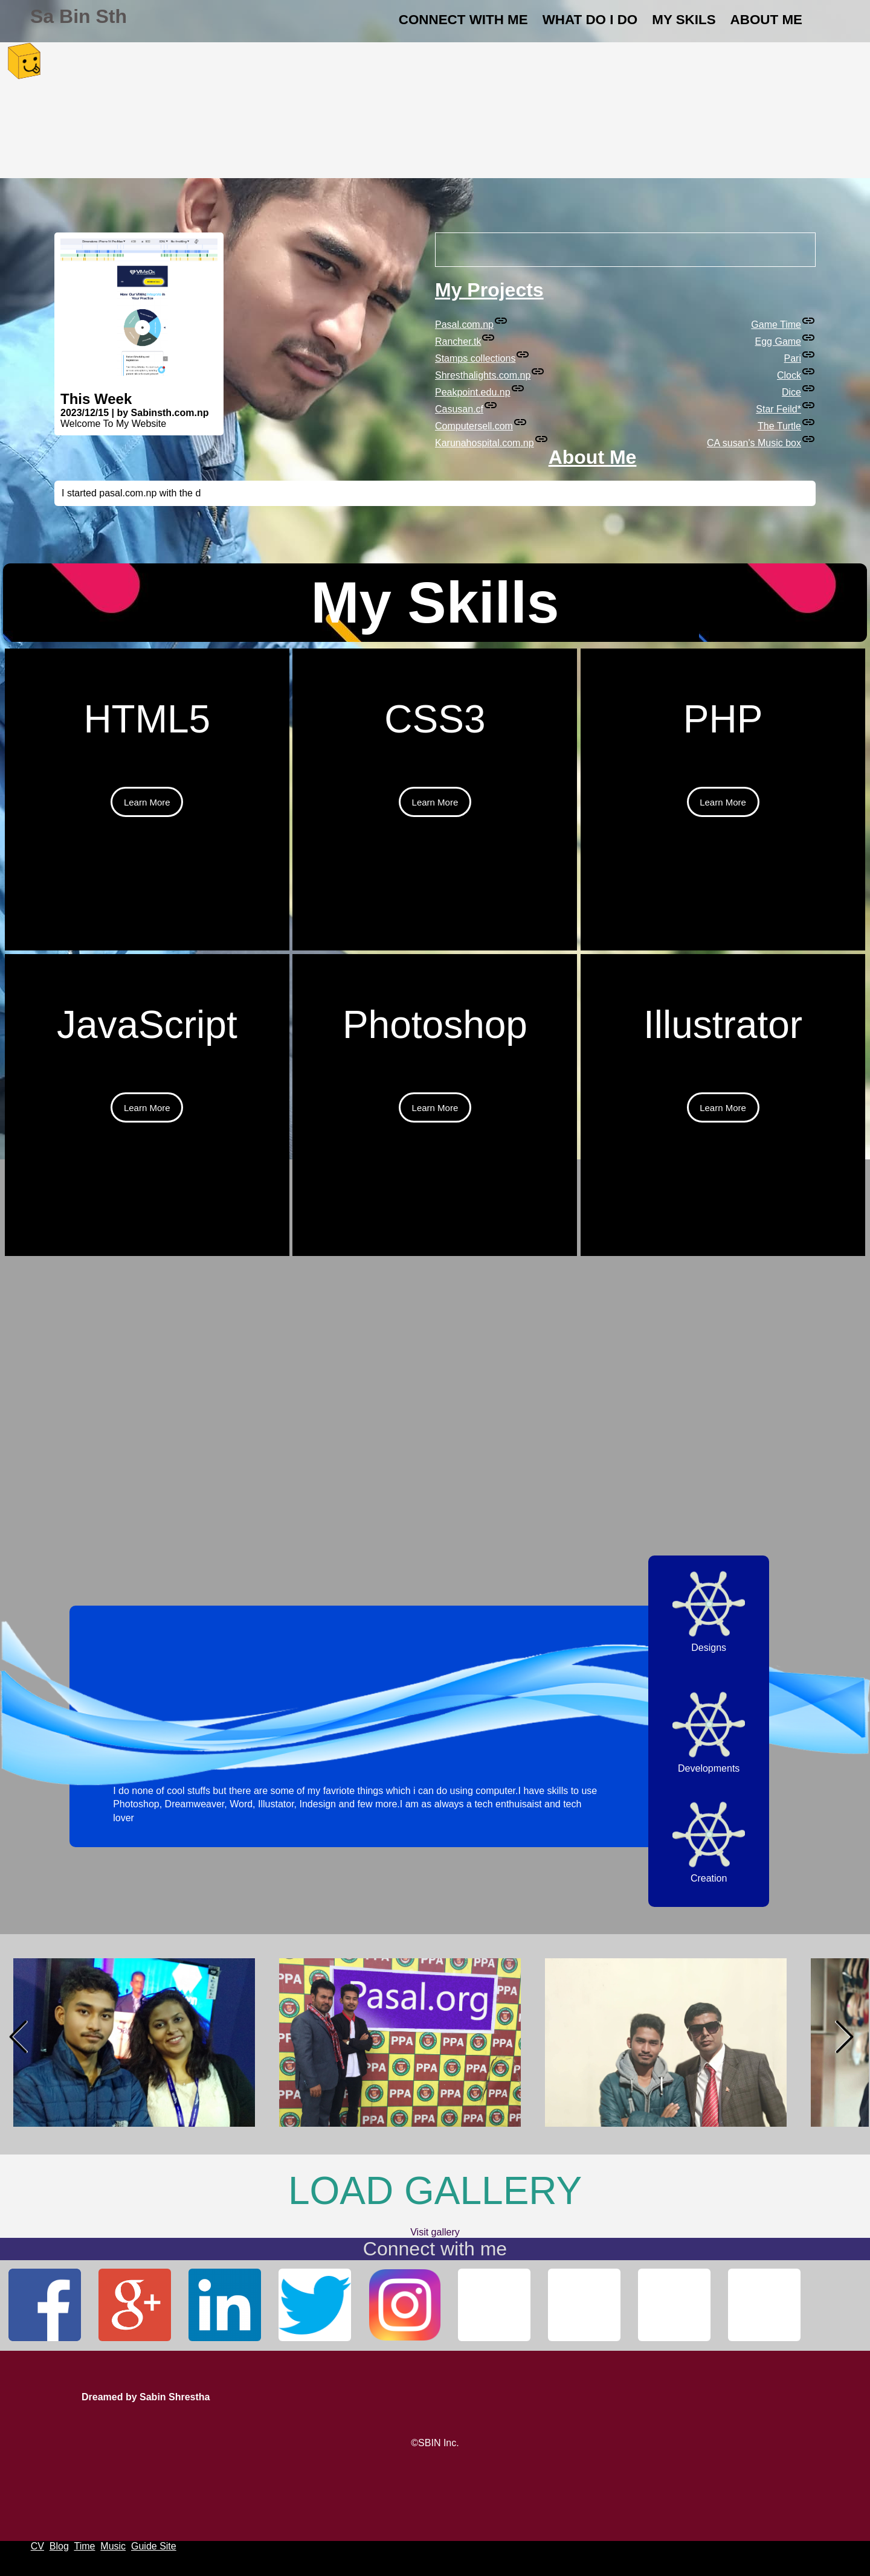 Sa Bin Sth
CONNECT WITH ME WHAT DO I DO MY SKILS ABOUT ME
My Projects
Pasal.com.np Game Time
Rancher.tk Egg Game
Stamps collections Pari
Shresthalights.com.np Clock
Peakpoint.edu.np Dice
Casusan.cf Star Feild*
Computersell.com The Turtle
Karunahospital.com.np CA susan's Music box
This Week
2023/12/15 | by Sabinsth.com.np
Welcome To My Website
About Me
I started pasal.com.np with the d
My Skills
HTML5 CSS3 PHP
Learn More Learn More Learn More
JavaScript Photoshop Illustrator
Learn More Learn More Learn More
Designs
Developments
I do none of cool stuffs but there are some of my favriote things which i can do using computer.I have skills to use
Photoshop, Dreamweaver, Word, Illustator, Indesign and few more.I am as always a tech enthuisaist and tech
lover
Creation
PPA
Pasal.org
PPA
PPA
LOAD GALLERY
Visit gallery
Connect with me
f g+ in
Dreamed by Sabin Shrestha
©SBIN Inc.
CV Blog Time Music Guide Site